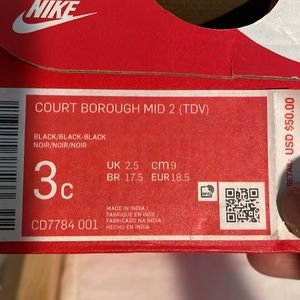 NIKE
COURT BOROUGH MID 2 (TDV)
BLACK/BLACK-BLACK
NOIR/NOIR/NOIR
3C
UK 2.5 cm 9
BR 17.5 EUR 18.5
CD7784 001
MADE IN INDIA /
FABRIQUE EN INDE /
FABRICADO NA INDIA /
HECHO EN INDIA
RETAIL: USD $50.00